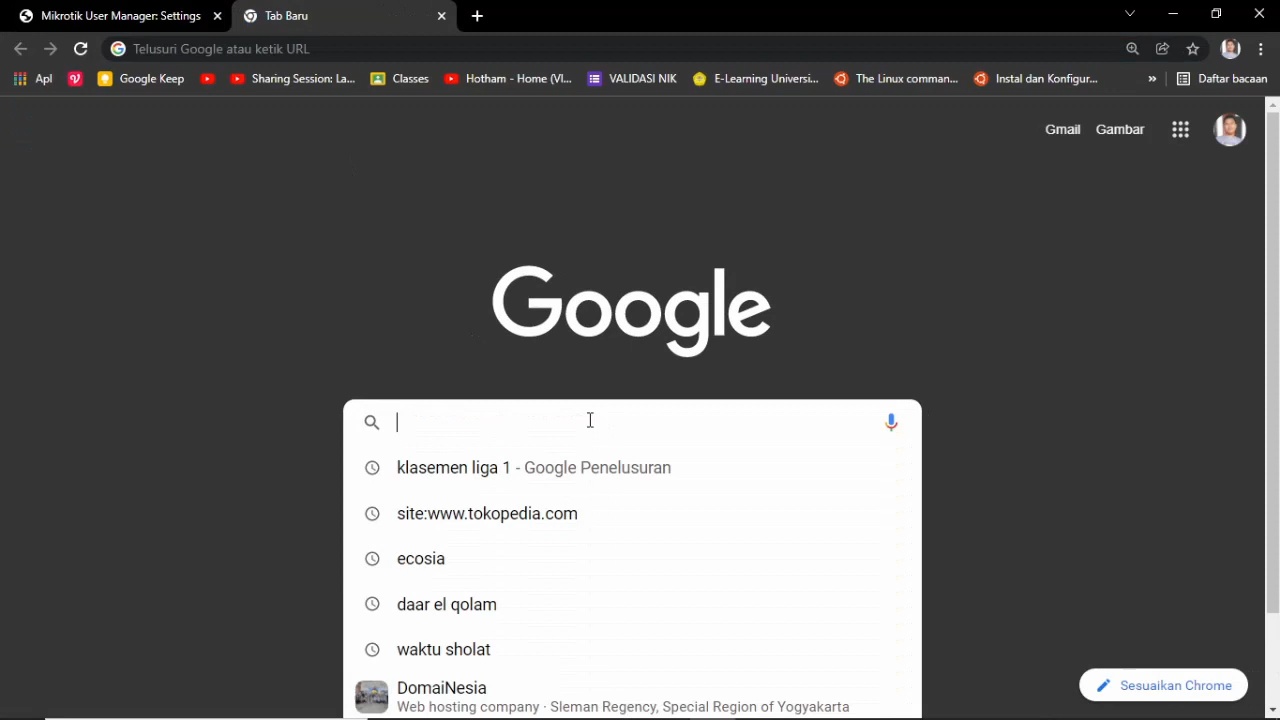 Mikrotik User Manager: Settings
Tab Baru
Telusuri Google atau ketik URL
Apl
Google Keep
Sharing Session: La...
Classes
Hotham - Home (VI...
VALIDASI NIK
E-Learning Universi...
The Linux comman...
Instal dan Konfigur...
»
Daftar bacaan
Gmail
Gambar
Google
klasemen liga 1 - Google Penelusuran
site:www.tokopedia.com
ecosia
daar el qolam
waktu sholat
DomaiNesia
Web hosting company · Sleman Regency, Special Region of Yogyakarta
Sesuaikan Chrome